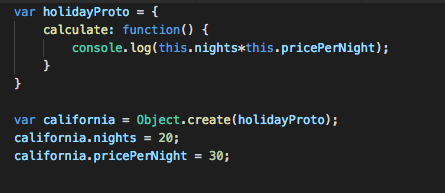 var holidayProto = {
    calculate: function() {
        console.log(this.nights*this.pricePerNight);
    }
}

var california = Object.create(holidayProto);
california.nights = 20;
california.pricePerNight = 30;